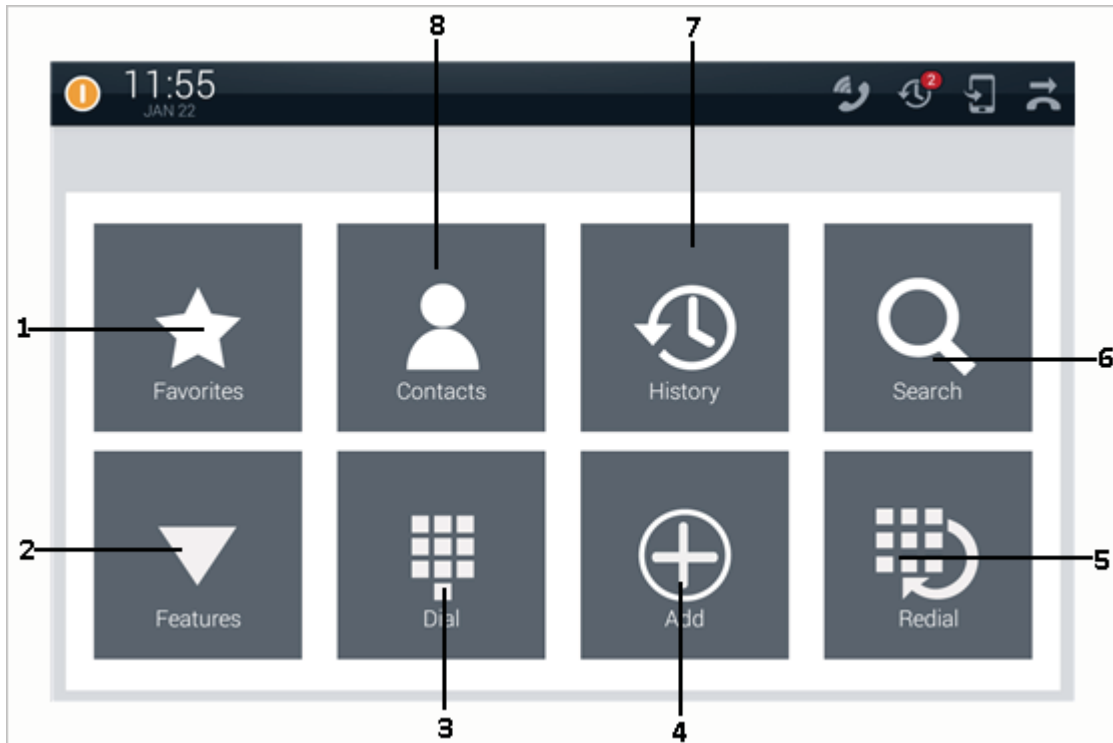 8 7
11:55
JAN 22
2
1
Favorites Contacts History Search
6
2
Features Dial Add Redial
5
3 4